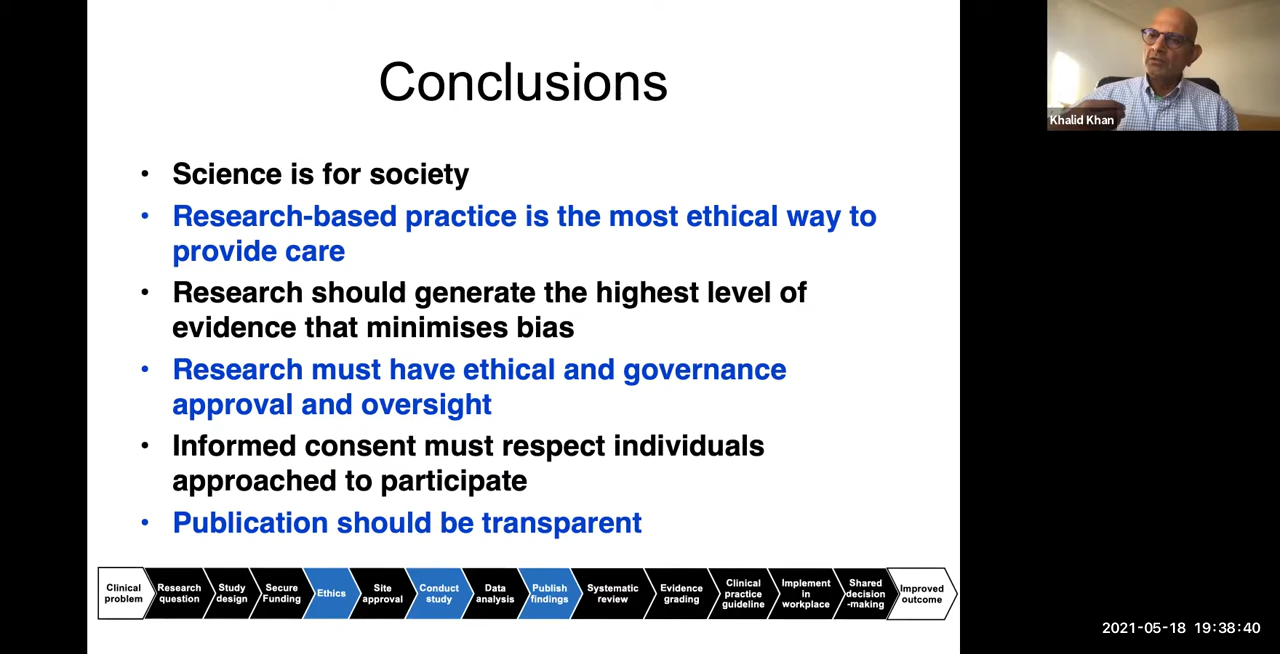 Conclusions
Khalid Khan
• Science is for society
• Research-based practice is the most ethical way to
provide care
• Research should generate the highest level of
evidence that minimises bias
• Research must have ethical and governance
approval and oversight
• Informed consent must respect individuals
approached to participate
• Publication should be transparent
Clinical
problem
Research
question
Study
design
Secure
Funding
Ethics
Site
approval
Conduct
study
Data
analysis
Publish
findings
Systematic
review
Evidence
grading
Clinical
practice
guideline
Implement
in
workplace
Shared
decision
-making
Improved
outcome
2021-05-18 19:38:40